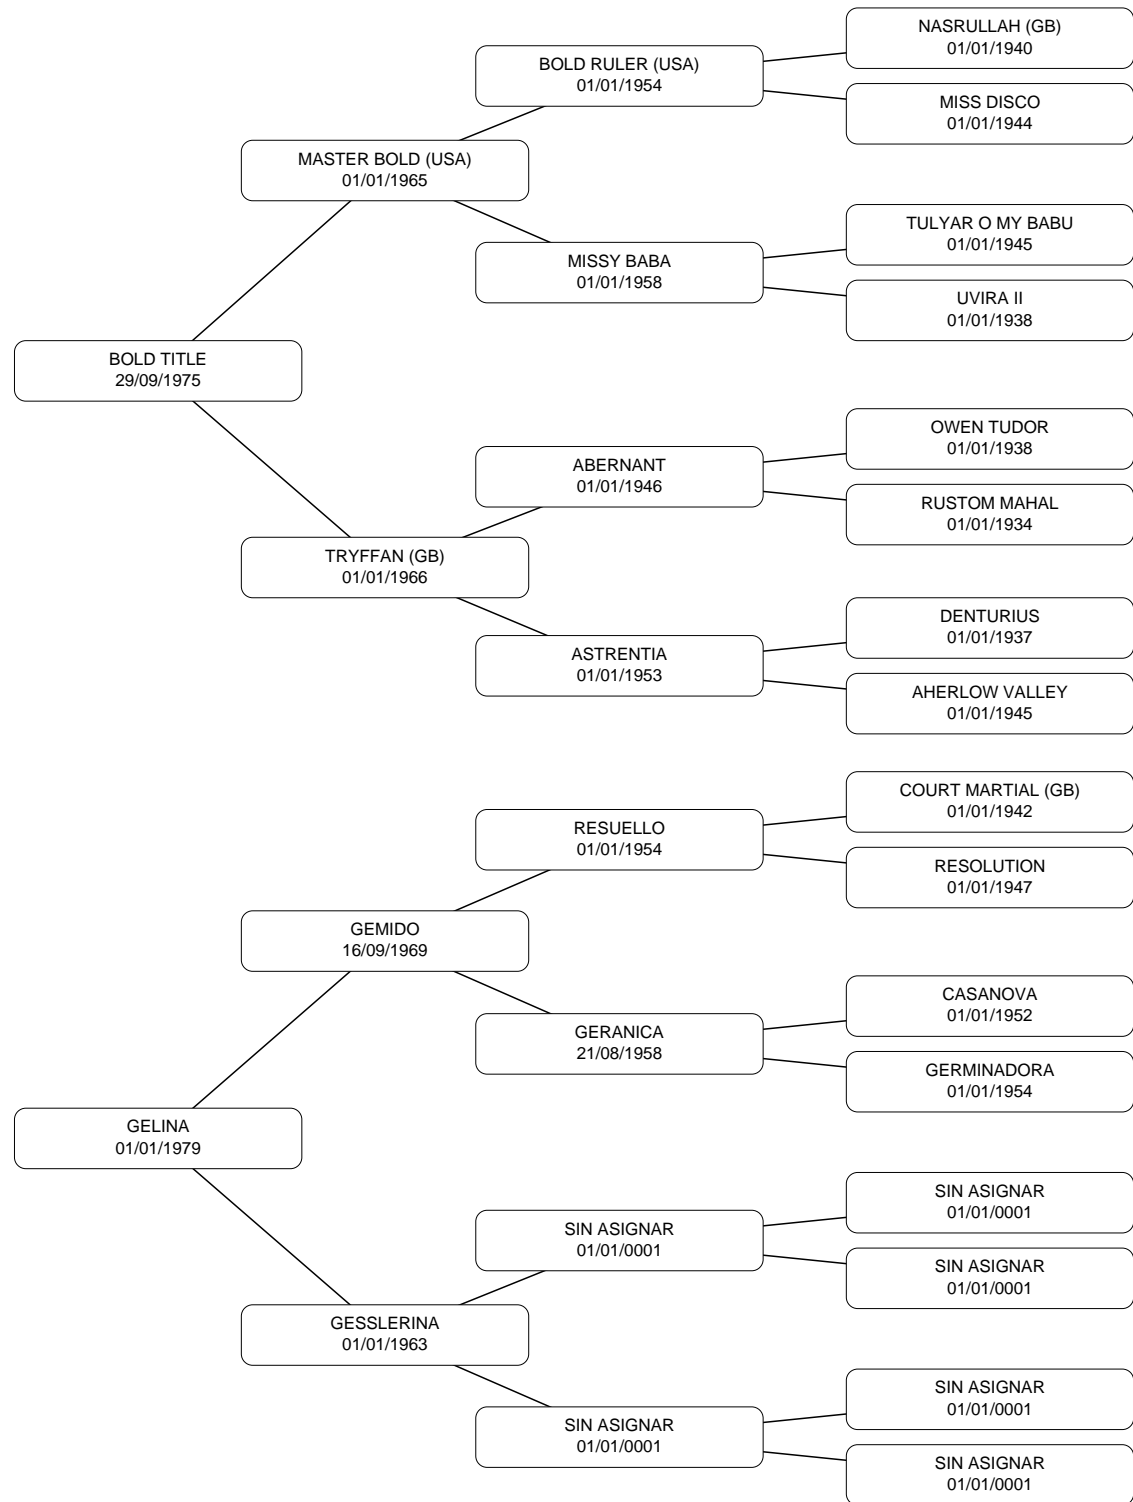 NASRULLAH (GB)
01/01/1940
BOLD RULER (USA)
01/01/1954
MISS DISCO
01/01/1944
MASTER BOLD (USA)
01/01/1965
TULYAR O MY BABU
01/01/1945
MISSY BABA
01/01/1958
UVIRA II
01/01/1938
BOLD TITLE
29/09/1975
OWEN TUDOR
01/01/1938
ABERNANT
01/01/1946
RUSTOM MAHAL
01/01/1934
TRYFFAN (GB)
01/01/1966
DENTURIUS
01/01/1937
ASTRENTIA
01/01/1953
AHERLOW VALLEY
01/01/1945
COURT MARTIAL (GB)
01/01/1942
RESUELLO
01/01/1954
RESOLUTION
01/01/1947
GEMIDO
16/09/1969
CASANOVA
01/01/1952
GERANICA
21/08/1958
GERMINADORA
01/01/1954
GELINA
01/01/1979
SIN ASIGNAR
01/01/0001
SIN ASIGNAR
01/01/0001
SIN ASIGNAR
01/01/0001
GESSLERINA
01/01/1963
SIN ASIGNAR
01/01/0001
SIN ASIGNAR
01/01/0001
SIN ASIGNAR
01/01/0001